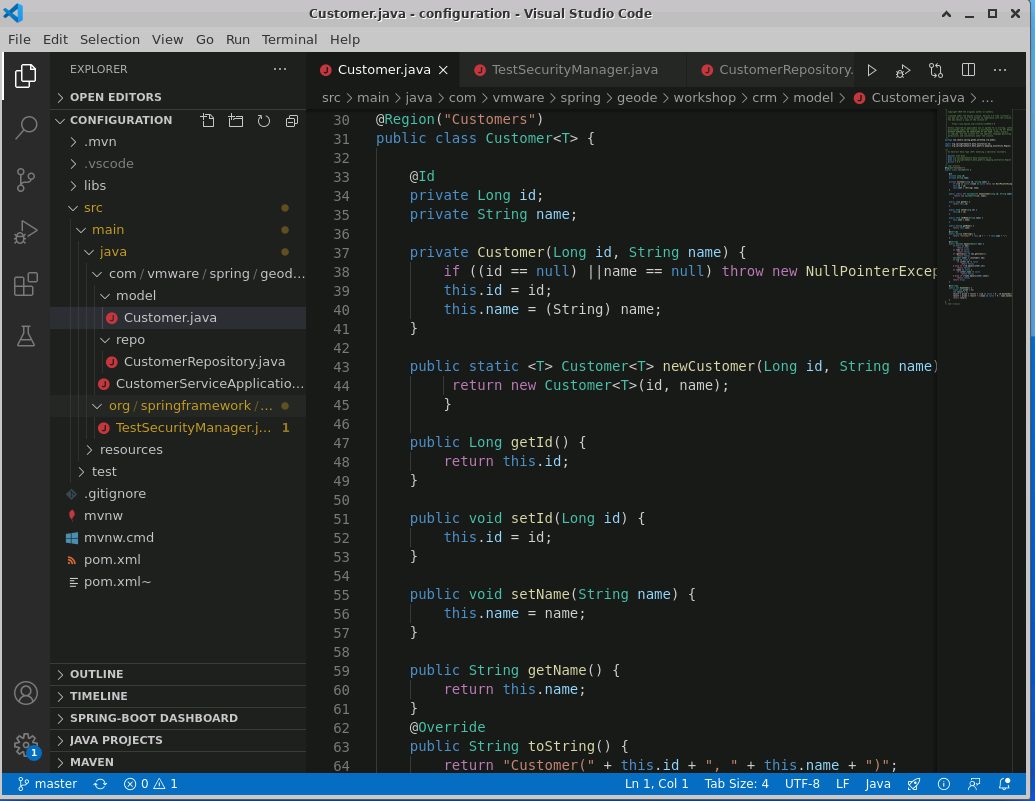 Customer.java - configuration - Visual Studio Code
File Edit Selection View Go Run Terminal Help
EXPLORER ...
OPEN EDITORS
CONFIGURATION
.mvn
.vscode
libs
src
main
java
com / vmware / spring / geod...
model
Customer.java
repo
CustomerRepository.java
CustomerServiceApplicatio...
org / springframework / ...
TestSecurityManager.j... 1
resources
test
.gitignore
mvnw
mvnw.cmd
pom.xml
pom.xml~
OUTLINE
TIMELINE
SPRING-BOOT DASHBOARD
JAVA PROJECTS
MAVEN
1
Customer.java TestSecurityManager.java CustomerRepository. ...
src > main > java > com > vmware > spring > geode > workshop > crm > model > Customer.java > ...
30 @Region("Customers")
31 public class Customer<T> {
32
33 @Id
34 private Long id;
35 private String name;
36
37 private Customer(Long id, String name) {
38 if ((id == null) ||name == null) throw new NullPointerExcep
39 this.id = id;
40 this.name = (String) name;
41 }
42
43 public static <T> Customer<T> newCustomer(Long id, String name)
44 return new Customer<T>(id, name);
45 }
46
47 public Long getId() {
48 return this.id;
49 }
50
51 public void setId(Long id) {
52 this.id = id;
53 }
54
55 public void setName(String name) {
56 this.name = name;
57 }
58
59 public String getName() {
60 return this.name;
61 }
62 @Override
63 public String toString() {
64 return "Customer(" + this.id + ", " + this.name + ")";
master 0 1 Ln 1, Col 1 Tab Size: 4 UTF-8 LF Java